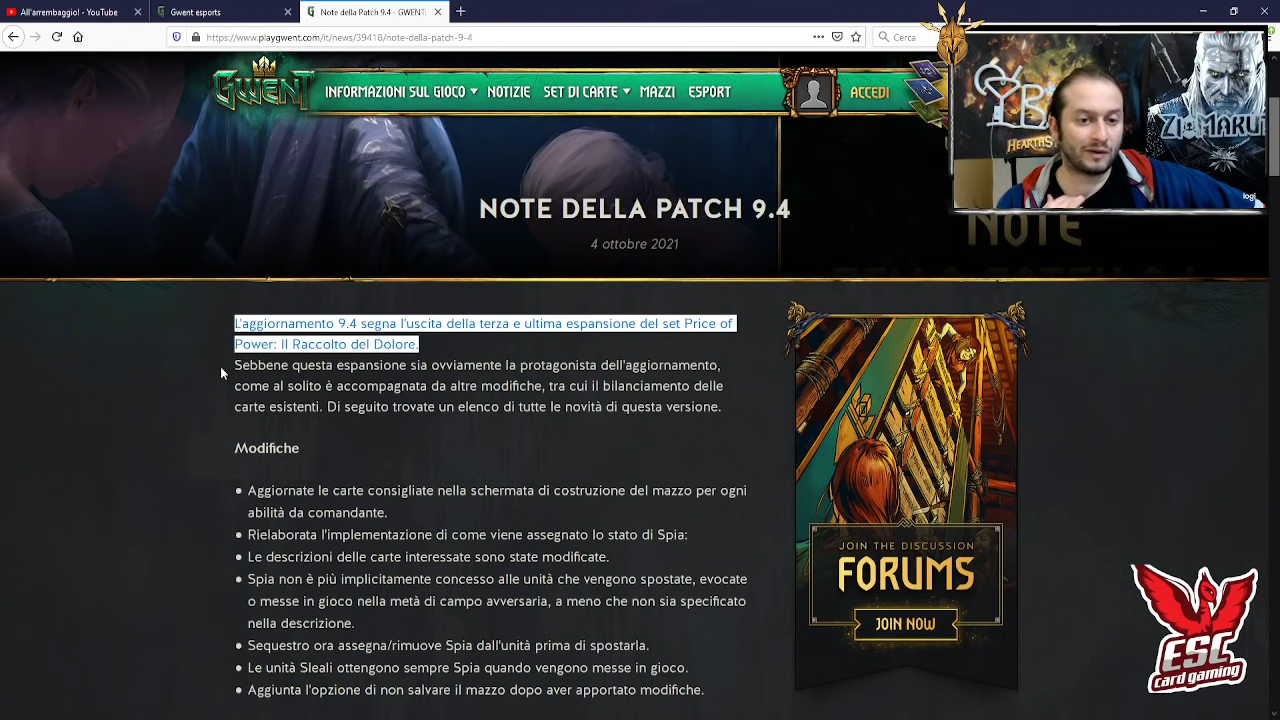 All'arrembaggio! - YouTube
Gwent esports
Note della Patch 9.4 - GWENT:
https://www.playgwent.com/it/news/39418/note-della-patch-9-4
Cerca
GWENT
INFORMAZIONI SUL GIOCO
NOTIZIE
SET DI CARTE
MAZZI
ESPORT
ACCEDI
HEARTHS
ZIOMAKU
logi
NOTE DELLA PATCH 9.4
4 ottobre 2021
NOTE
L'aggiornamento 9.4 segna l'uscita della terza e ultima espansione del set Price of
Power: Il Raccolto del Dolore.
Sebbene questa espansione sia ovviamente la protagonista dell'aggiornamento,
come al solito è accompagnata da altre modifiche, tra cui il bilanciamento delle
carte esistenti. Di seguito trovate un elenco di tutte le novità di questa versione.
Modifiche
• Aggiornate le carte consigliate nella schermata di costruzione del mazzo per ogni
abilità da comandante.
• Rielaborata l'implementazione di come viene assegnato lo stato di Spia:
• Le descrizioni delle carte interessate sono state modificate.
• Spia non è più implicitamente concesso alle unità che vengono spostate, evocate
o messe in gioco nella metà di campo avversaria, a meno che non sia specificato
nella descrizione.
• Sequestro ora assegna/rimuove Spia dall'unità prima di spostarla.
• Le unità Sleali ottengono sempre Spia quando vengono messe in gioco.
• Aggiunta l'opzione di non salvare il mazzo dopo aver apportato modifiche.
JOIN THE DISCUSSION
FORUMS
JOIN NOW
ESC
card gaming